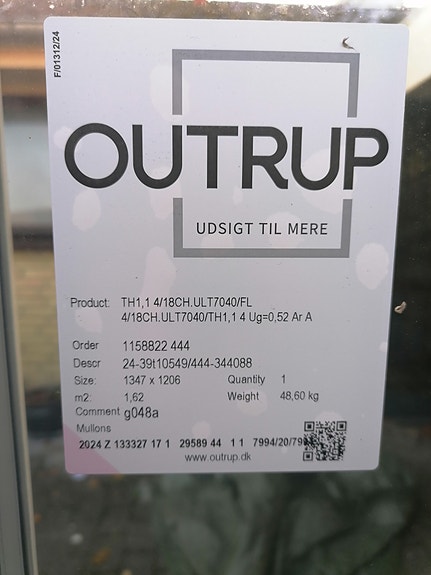 F/01312/24
OUTRUP
UDSIGT TIL MERE
Product: TH1,1 4/18CH.ULT7040/FL
4/18CH.ULT7040/TH1,1 4 Ug=0,52 Ar A
Order 1158822 444
Descr 24-39t10549/444-344088
Size: 1347 x 1206 Quantity 1
m2: 1,62 Weight 48,60 kg
Comment g048a
Mullons
2024 Z 133327 17 1 29589 44 1 1 7994/20/799
www.outrup.dk